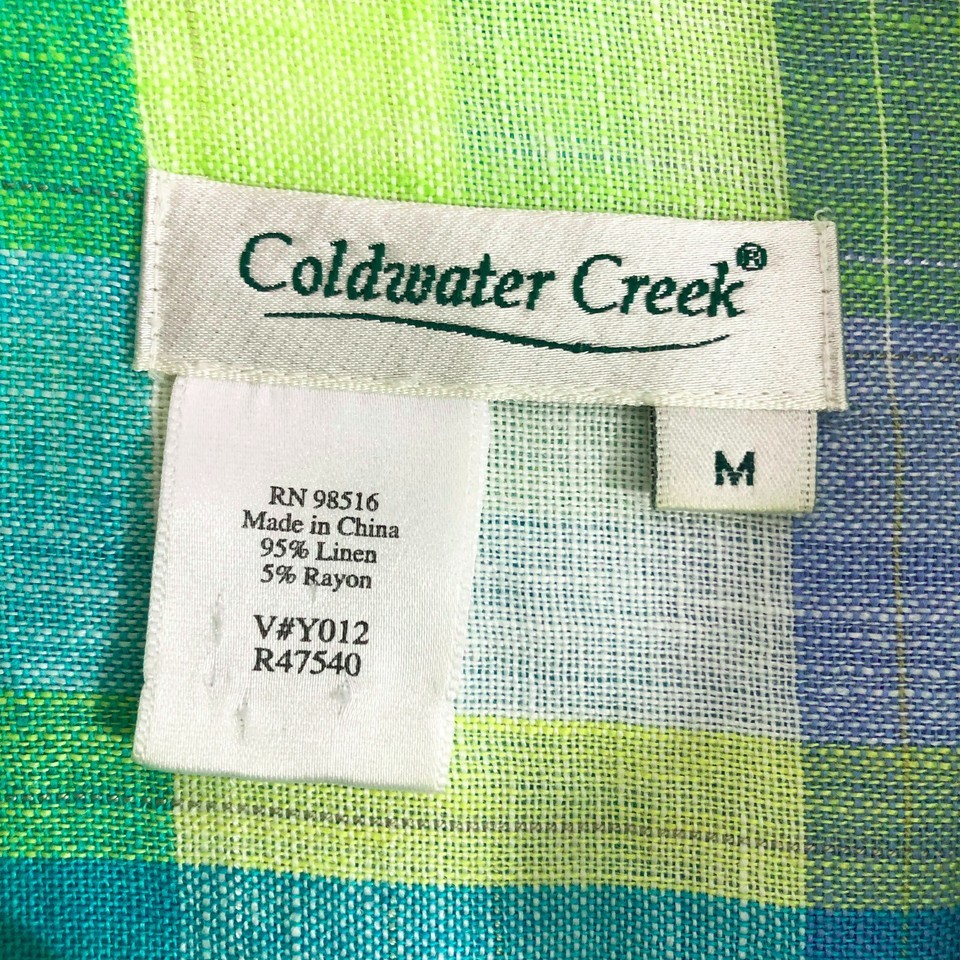 Coldwater Creek®
M
RN 98516
Made in China
95% Linen
5% Rayon
V#Y012
R47540